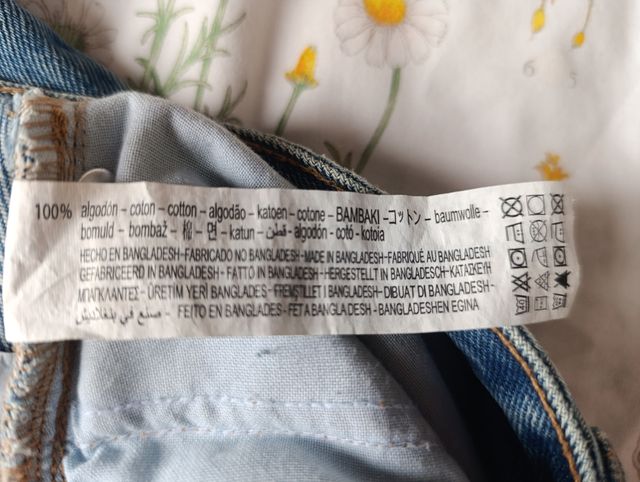 100% algodón - coton - cotton - algodão - katoen - cotone - BAMBAKI - コットン - baumwolle -
bomuld - bombaž - 棉 - 면 - katun - قطن - algodón - cotó - kotoia
HECHO EN BANGLADESH-FABRICADO NO BANGLADESH-MADE IN BANGLADESH-FABRIQUÉ AU BANGLADESH
GEFABRICEERD IN BANGLADESH - FATTO IN BANGLADESH -HERGESTELLT IN BANGLADESCH-ΚΑΤΑΣΚΕΥΗ
ΜΠΑΓΚΛΑΝΤΕΣ - ÜRETİM YERİ BANGLADES - FREMSTILLET I BANGLADESH - DIBUAT DI BANGLADESH -
صنع في بنغلاديش - FEITO EN BANGLADES - FET A BANGLADESH - BANGLADESHEN EGINA